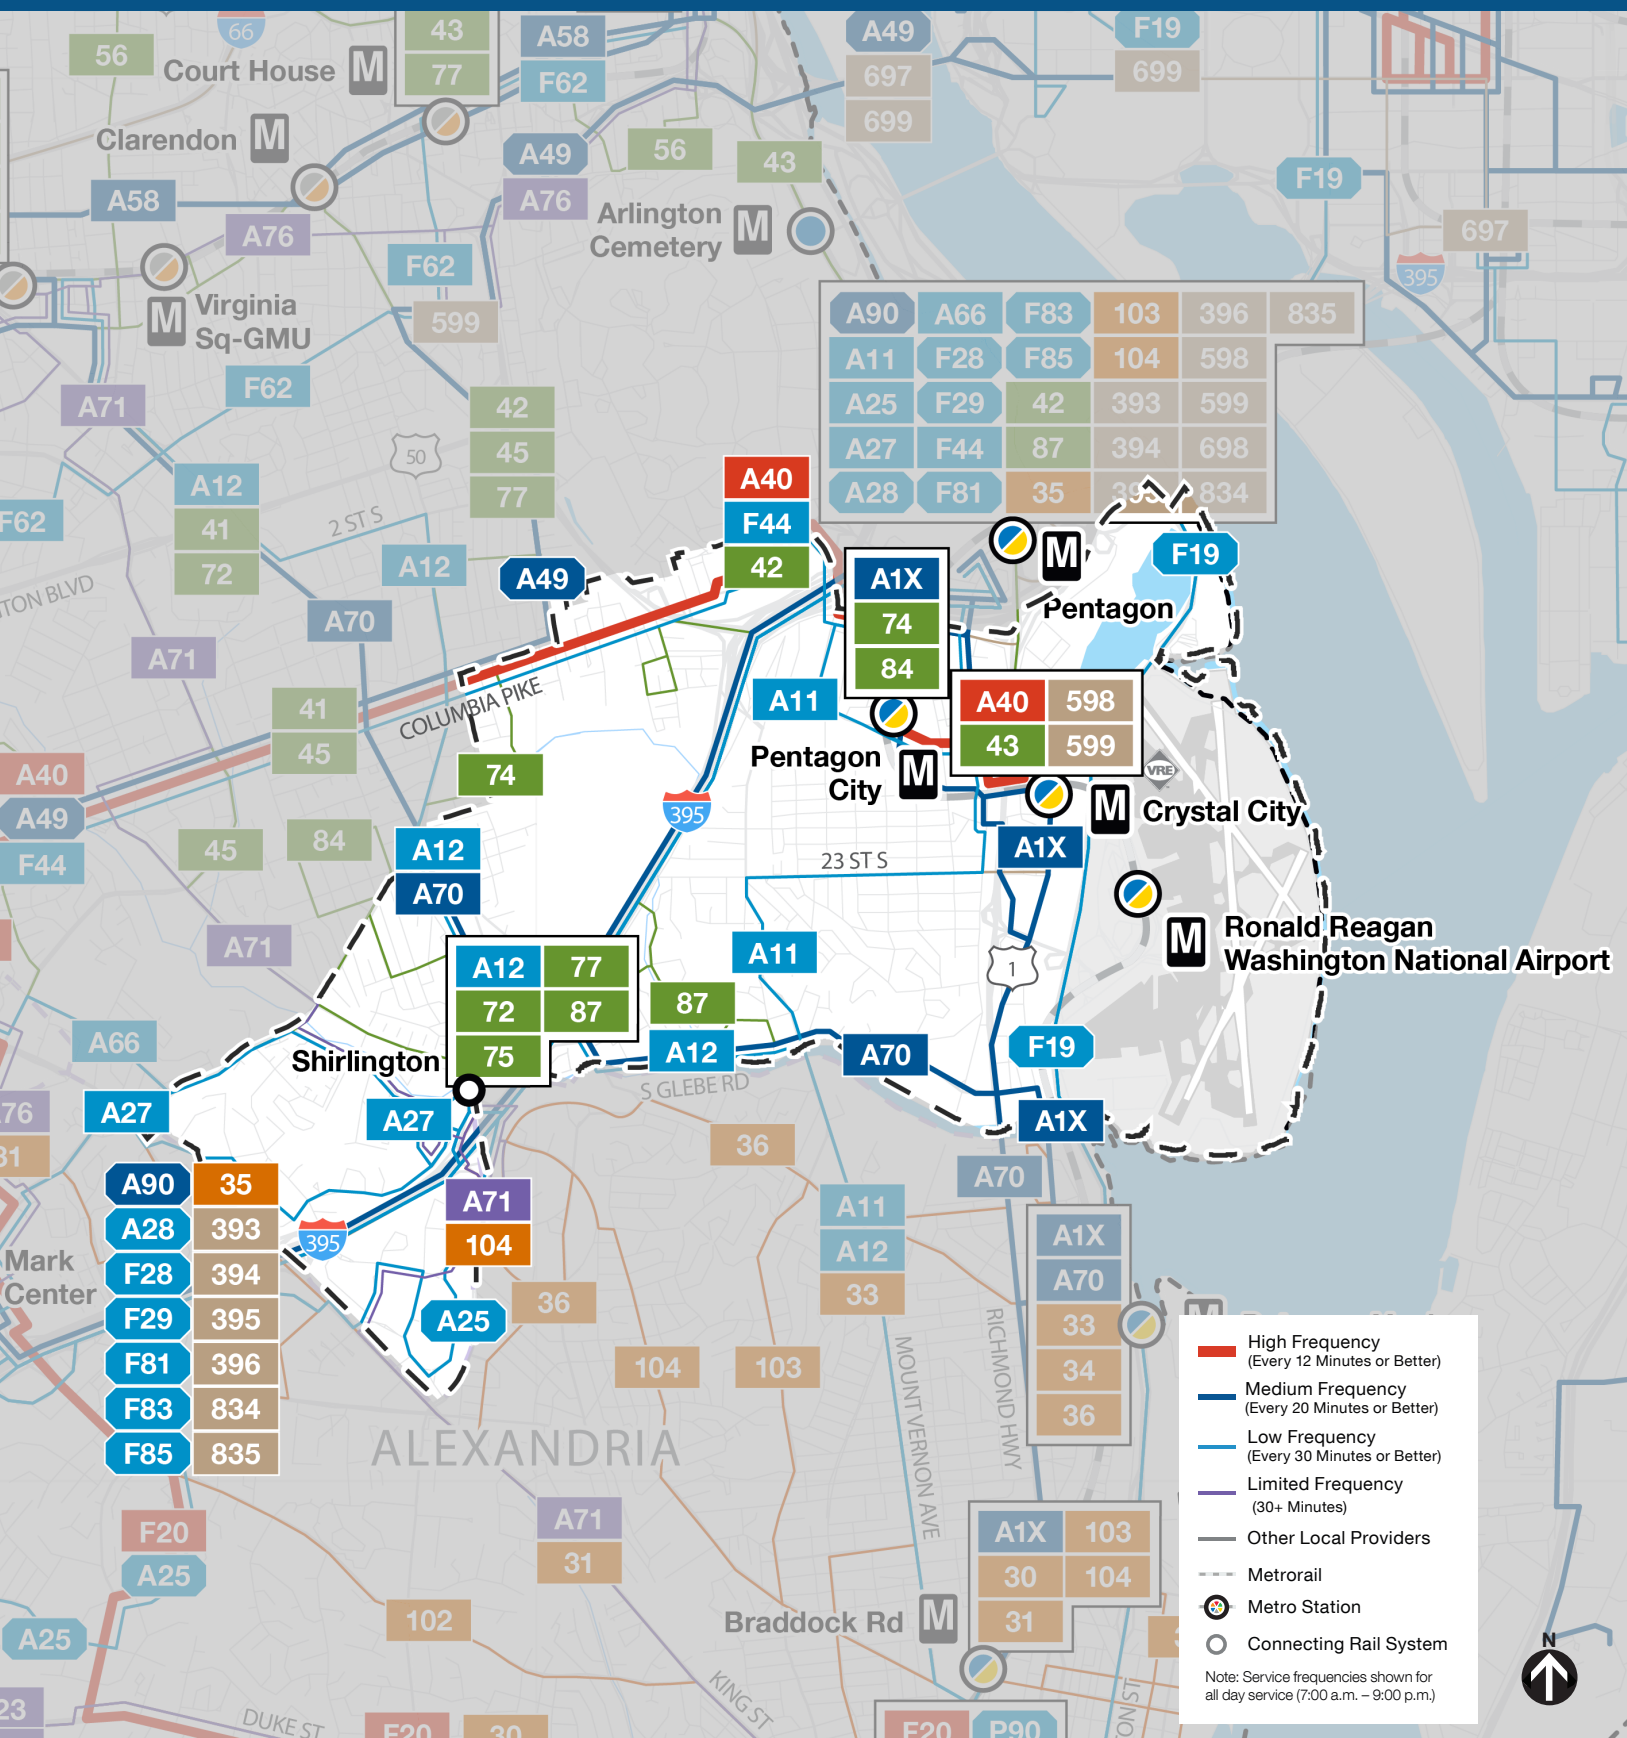 66
56
Court House M
43
77
A58
F62
A49
697
699
F19
699
Clarendon M
A49
A76
56
43
F19
A58
A76
Arlington
Cemetery
M
F62
697
395
Virginia
Sq-GMU
M
599
A90 A66 F83 103 396 835
A11 F28 F85 104 598
A25 F29 42 393 599
A27 F44 87 394 698
A28 F81 35 395 834
F62
A71
42
45
77
50
A12
41
72
F62
2 ST S
A12
A40
F44
42
A49
A70
A71
A1X
74
84
M
Pentagon
F19
41
45
COLUMBIA PIKE
A11
A40 598
43 599
74
Pentagon
City
M
VRE
A40
A49
F44
395
M Crystal City
45
84
A12
A70
23 ST S
A1X
A71
A12 77
72 87
75
A11
M
Ronald Reagan
Washington National Airport
1
87
A12
A70
F19
A66
Shirlington
S GLEBE RD
A27
A27
A1X
76
31
36
A70
A90 35
A28 393
F28 394
F29 395
F81 396
F83 834
F85 835
395
A71
104
A11
A12
33
A1X
A70
33
34
36
Mark
Center
A25
36
M
104
103
MOUNT VERNON AVE
RICHMOND HWY
High Frequency
(Every 12 Minutes or Better)
Medium Frequency
(Every 20 Minutes or Better)
Low Frequency
(Every 30 Minutes or Better)
Limited Frequency
(30+ Minutes)
Other Local Providers
Metrorail
Metro Station
Connecting Rail System
Note: Service frequencies shown for
all day service (7:00 a.m. – 9:00 p.m.)
N
ALEXANDRIA
F20
A25
A71
31
A1X 103
30 104
31
102
Braddock Rd M
A25
23
DUKE ST
KING ST
F20
30
F20 P90